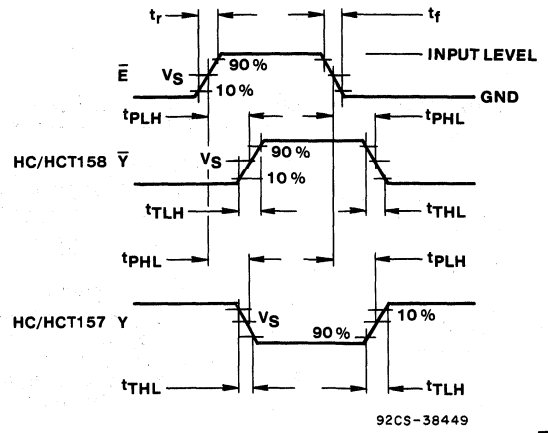 tr tf
INPUT LEVEL
Ē VS 90 %
10 % GND
tPLH tPHL
HC/HCT158 Ȳ VS 90 %
10 %
tTLH tTHL
tPHL tPLH
HC/HCT157 Y VS 90 % 10 %
tTHL tTLH
92CS-38449